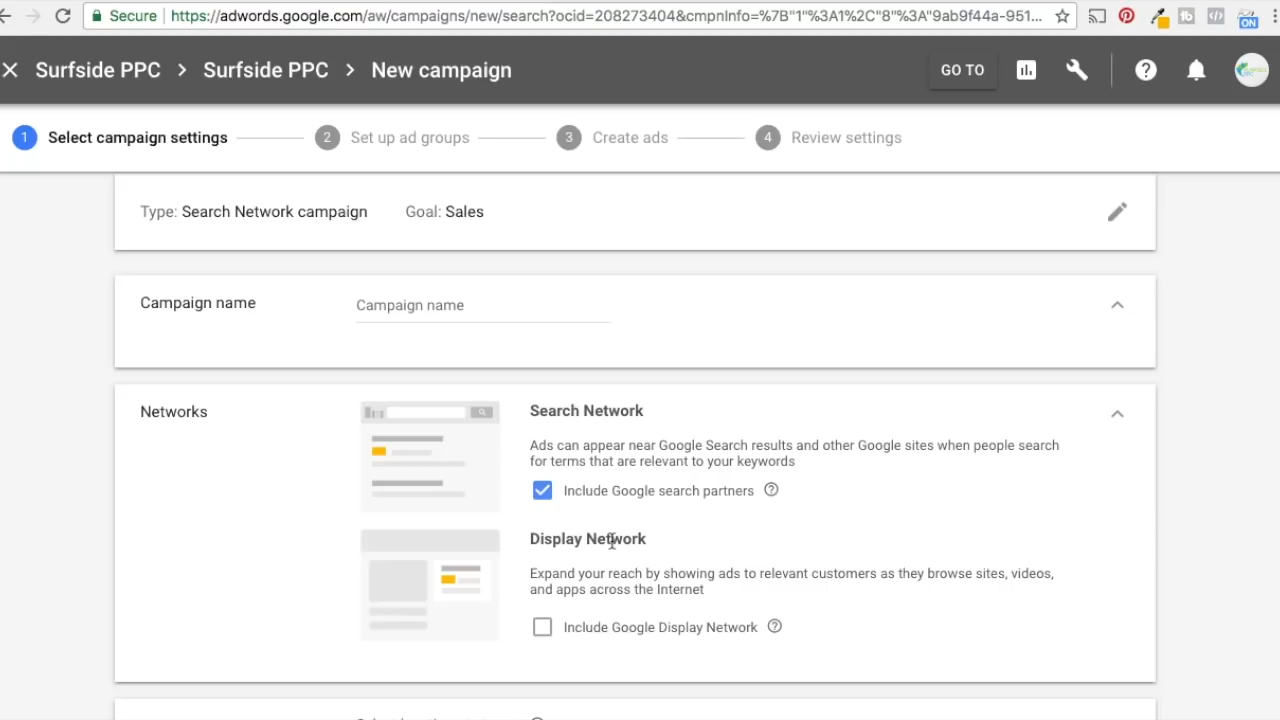 Secure https://adwords.google.com/aw/campaigns/new/search?ocid=208273404&cmpnInfo=%7B"1"%3A1%2C"8"%3A"9ab9f44a-951...
ON
Surfside PPC > Surfside PPC > New campaign
GO TO
1 Select campaign settings 2 Set up ad groups 3 Create ads 4 Review settings
Type: Search Network campaign Goal: Sales
Campaign name Campaign name
Networks
Search Network
Ads can appear near Google Search results and other Google sites when people search
for terms that are relevant to your keywords
Include Google search partners
Display Network
Expand your reach by showing ads to relevant customers as they browse sites, videos,
and apps across the Internet
Include Google Display Network